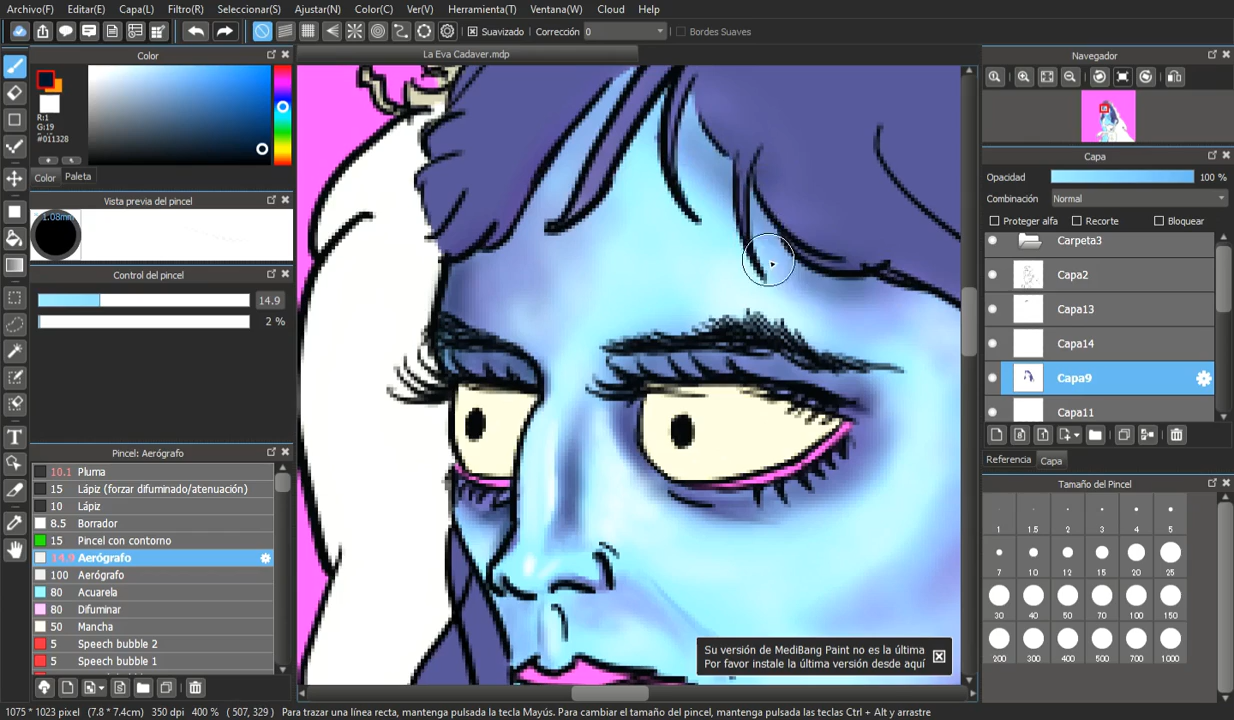 Archivo(F) Editar(E) Capa(L) Filtro(R) Seleccionar(S) Ajustar(N) Color(C) Ver(V) Herramienta(T) Ventana(W) Cloud Help
Suavizado Corrección 0 Bordes Suaves
Color
La Eva Cadaver.mdp
Navegador
R:1
G:19
#011328
Color Paleta
Vista previa del pincel
1.08mm
Control del pincel
14.9
2 %
Pincel: Aerógrafo
10.1 Pluma
15 Lápiz (forzar difuminado/atenuación)
10 Lápiz
8.5 Borrador
15 Pincel con contorno
14.9 Aerógrafo
100 Aerógrafo
80 Acuarela
80 Difuminar
50 Mancha
5 Speech bubble 2
5 Speech bubble 1
Capa
Opacidad 100 %
Combinación Normal
Proteger alfa Recorte Bloquear
Carpeta3
Capa2
Capa13
Capa14
Capa9
Capa11
Referencia Capa
Tamaño del Pincel
1 1.5 2 3 4 5
7 10 12 15 20 25
30 40 50 70 100 150
200 300 400 500 700 1000
Su versión de MediBang Paint no es la última
Por favor instale la última versión desde aquí
1075 * 1023 pixel (7.8 * 7.4cm) 350 dpi 400 % ( 507, 329 ) Para trazar una línea recta, mantenga pulsada la tecla Mayús. Para cambiar el tamaño del pincel, mantenga pulsadas las teclas Ctrl + Alt y arrastre